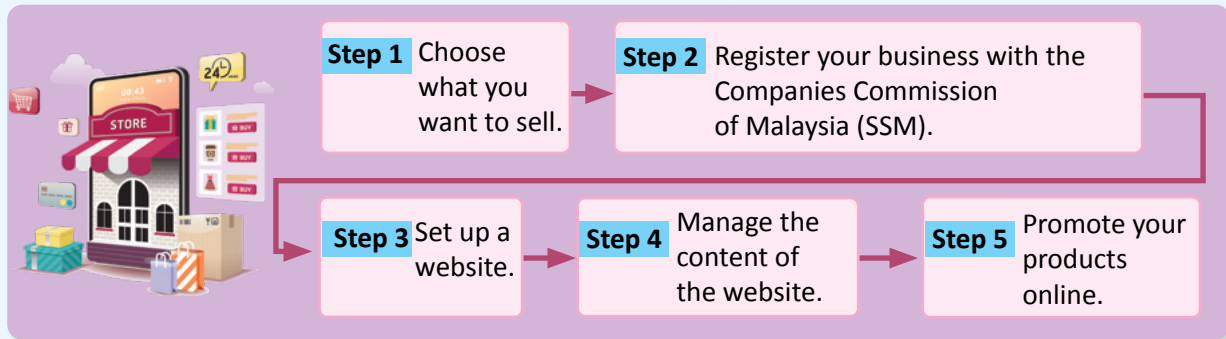 24
08:43
STORE
BUY
BUY
BUY
Step 1 Choose
what you
want to sell.
Step 2 Register your business with the
Companies Commission
of Malaysia (SSM).
Step 3 Set up a
website.
Step 4 Manage the
content of
the website.
Step 5 Promote your
products
online.